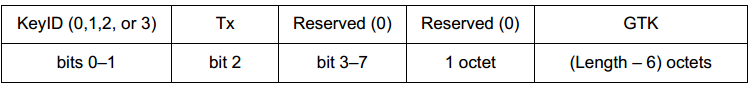 KeyID (0,1,2, or 3) Tx Reserved (0) Reserved (0) GTK
bits 0–1 bit 2 bit 3–7 1 octet (Length – 6) octets